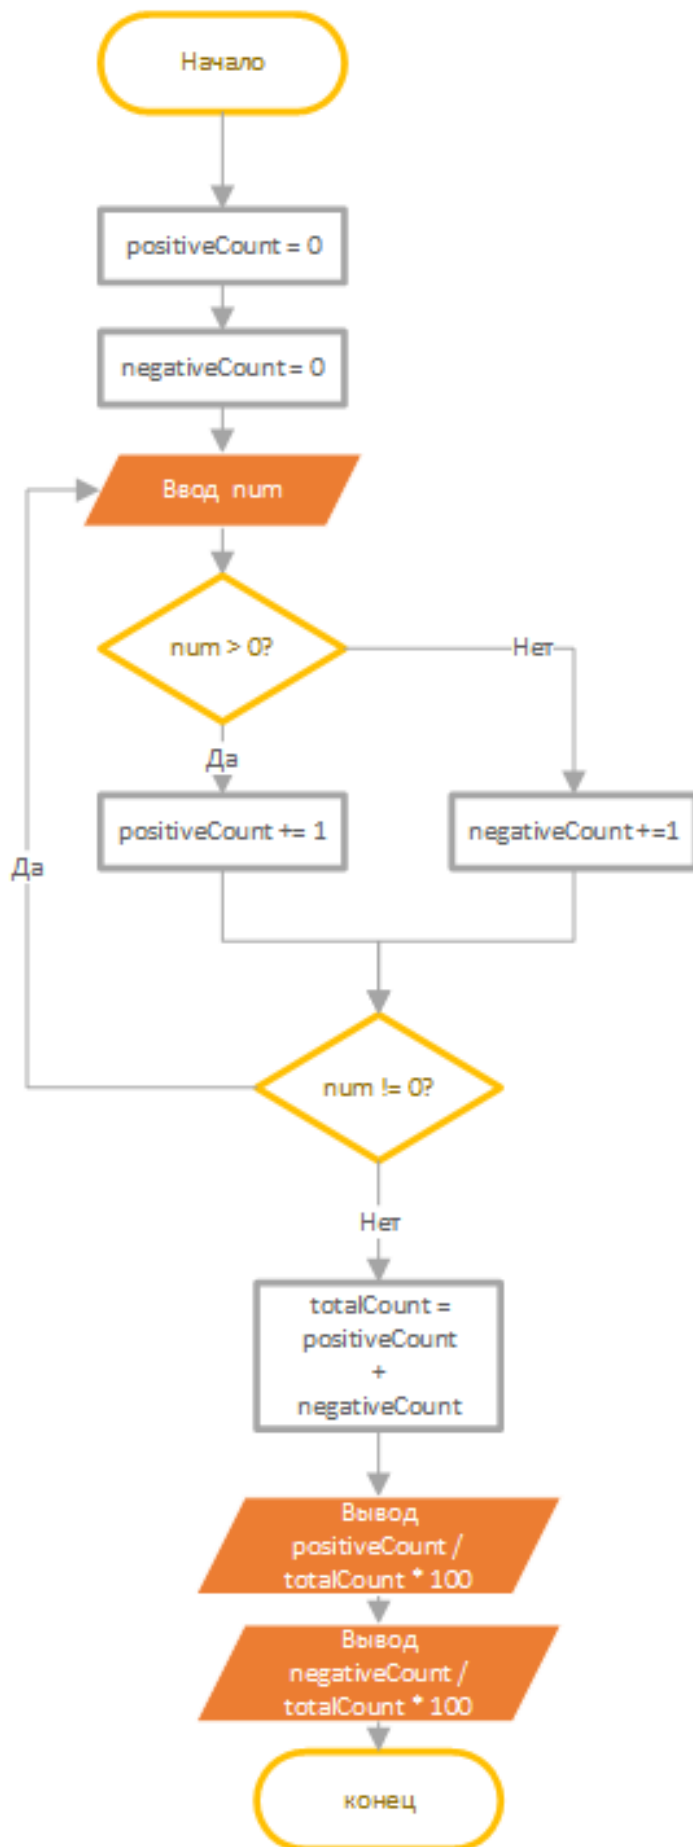 Начало
positiveCount = 0
negativeCount = 0
Ввод num
num > 0?
Нет
Да
positiveCount += 1
negativeCount +=1
Да
num != 0?
Нет
totalCount =
positiveCount
+
negativeCount
Вывод
positiveCount /
totalCount * 100
Вывод
negativeCount /
totalCount * 100
конец